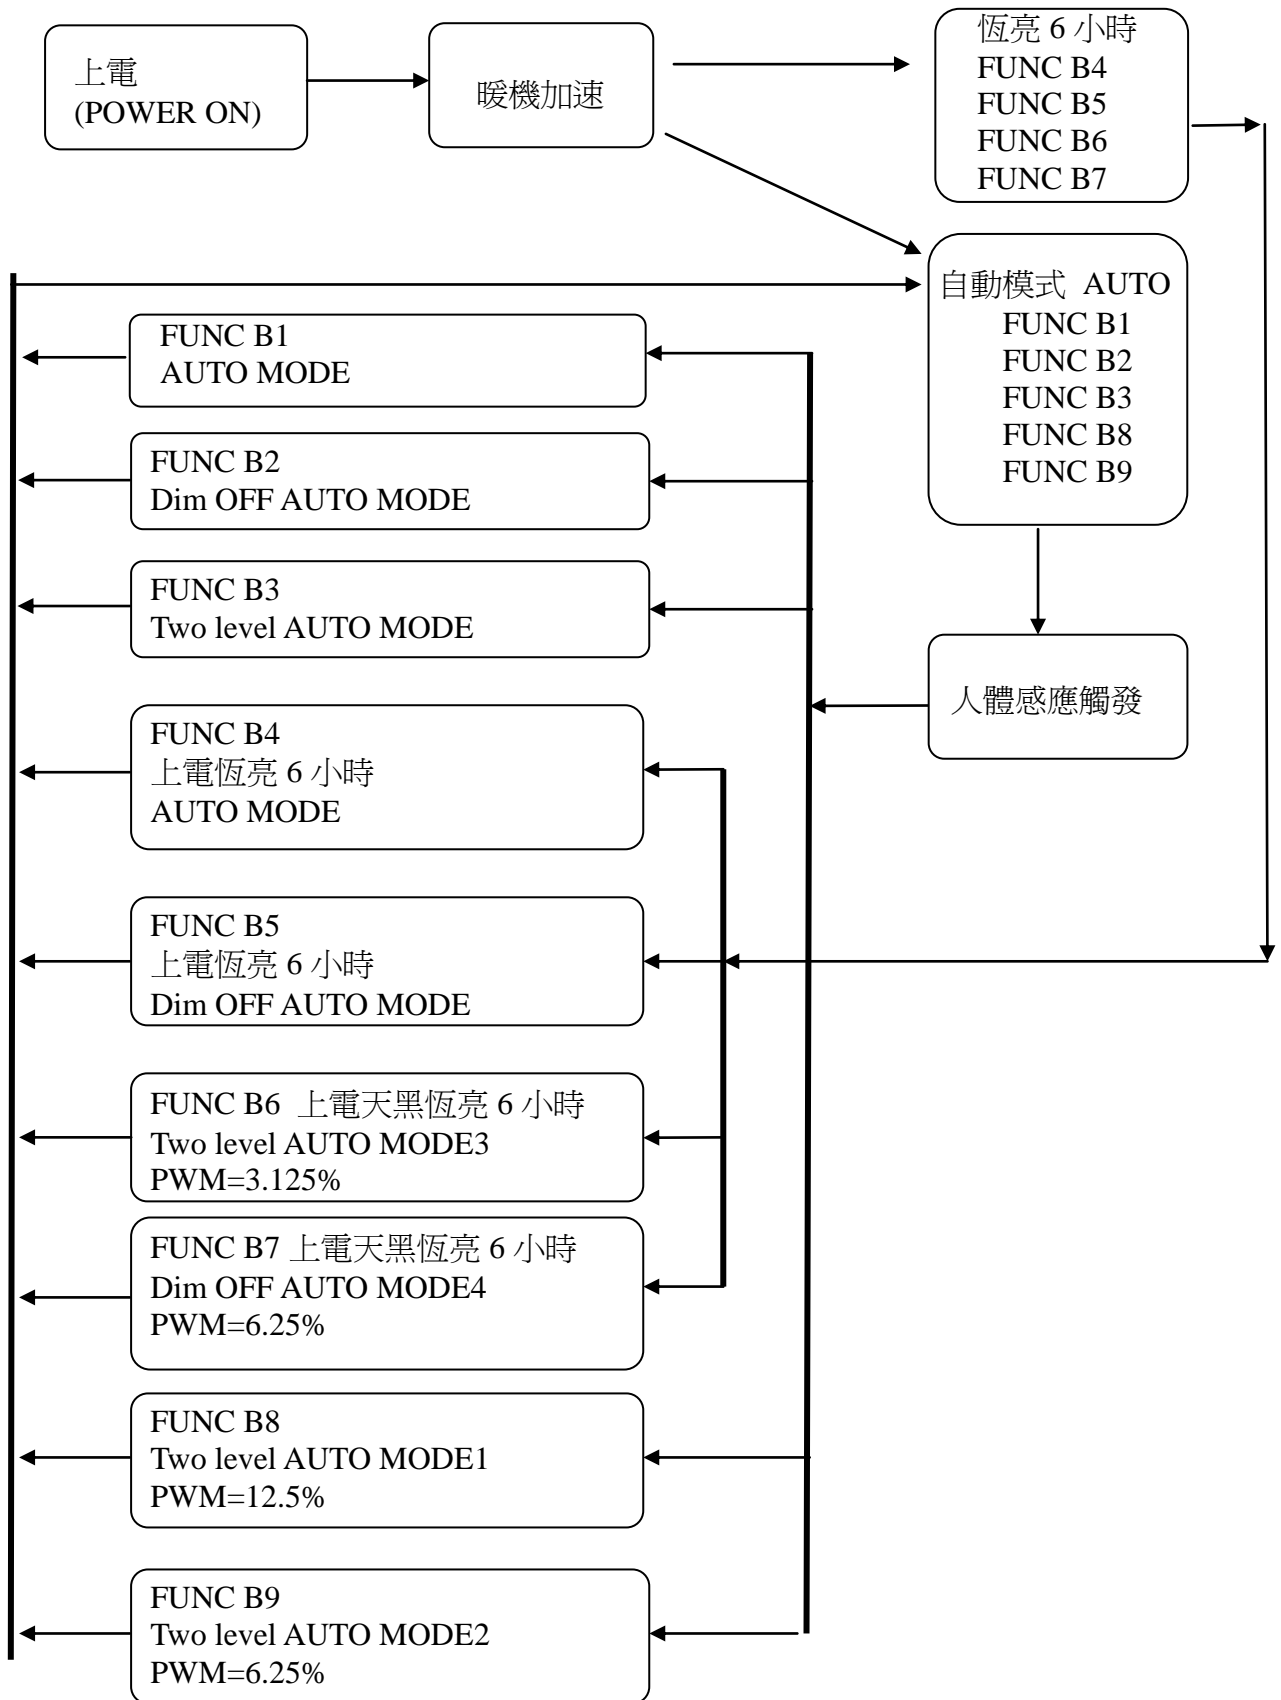 上電
(POWER ON)
暖機加速
恆亮 6 小時
FUNC B4
FUNC B5
FUNC B6
FUNC B7
自動模式 AUTO
FUNC B1
FUNC B2
FUNC B3
FUNC B8
FUNC B9
人體感應觸發
FUNC B1
AUTO MODE
FUNC B2
Dim OFF AUTO MODE
FUNC B3
Two level AUTO MODE
FUNC B4
上電恆亮 6 小時
AUTO MODE
FUNC B5
上電恆亮 6 小時
Dim OFF AUTO MODE
FUNC B6 上電天黑恆亮 6 小時
Two level AUTO MODE3
PWM=3.125%
FUNC B7 上電天黑恆亮 6 小時
Dim OFF AUTO MODE4
PWM=6.25%
FUNC B8
Two level AUTO MODE1
PWM=12.5%
FUNC B9
Two level AUTO MODE2
PWM=6.25%